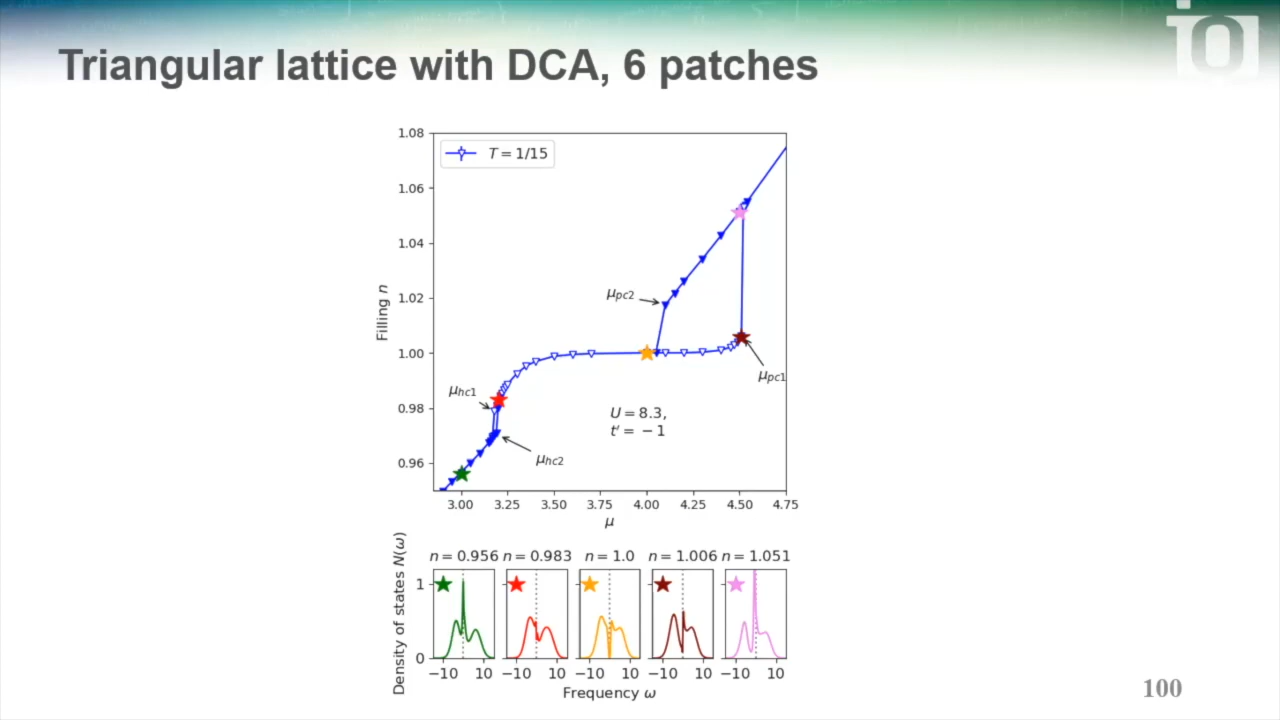 Triangular lattice with DCA, 6 patches
iQ
T = 1/15
1.08
1.06
1.04
1.02
1.00
0.98
0.96
Filling n
μpc2
μpc1
μhc1
μhc2
U = 8.3,
t′ = −1
3.00 3.25 3.50 3.75 4.00 4.25 4.50 4.75
μ
n = 0.956 n = 0.983 n = 1.0 n = 1.006 n = 1.051
Density of states N(ω)
1
0
−10 10 −10 10 −10 10 −10 10 −10 10
Frequency ω
100